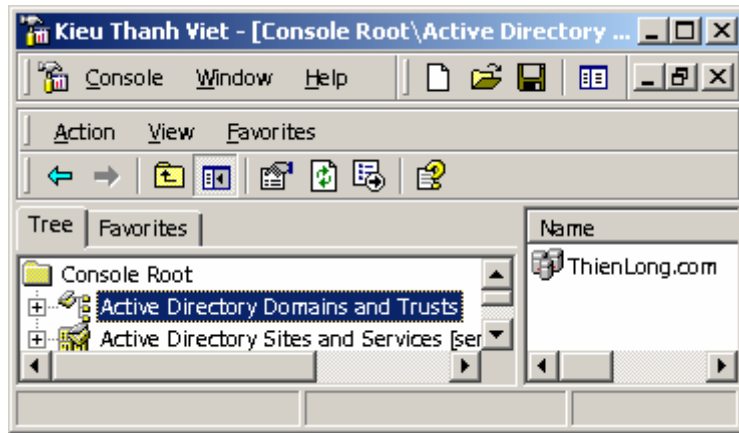 Kieu Thanh Viet - [Console Root\Active Directory ...
Console Window Help
Action View Favorites
Tree Favorites
Name
Console Root
ThienLong.com
Active Directory Domains and Trusts
Active Directory Sites and Services [ser